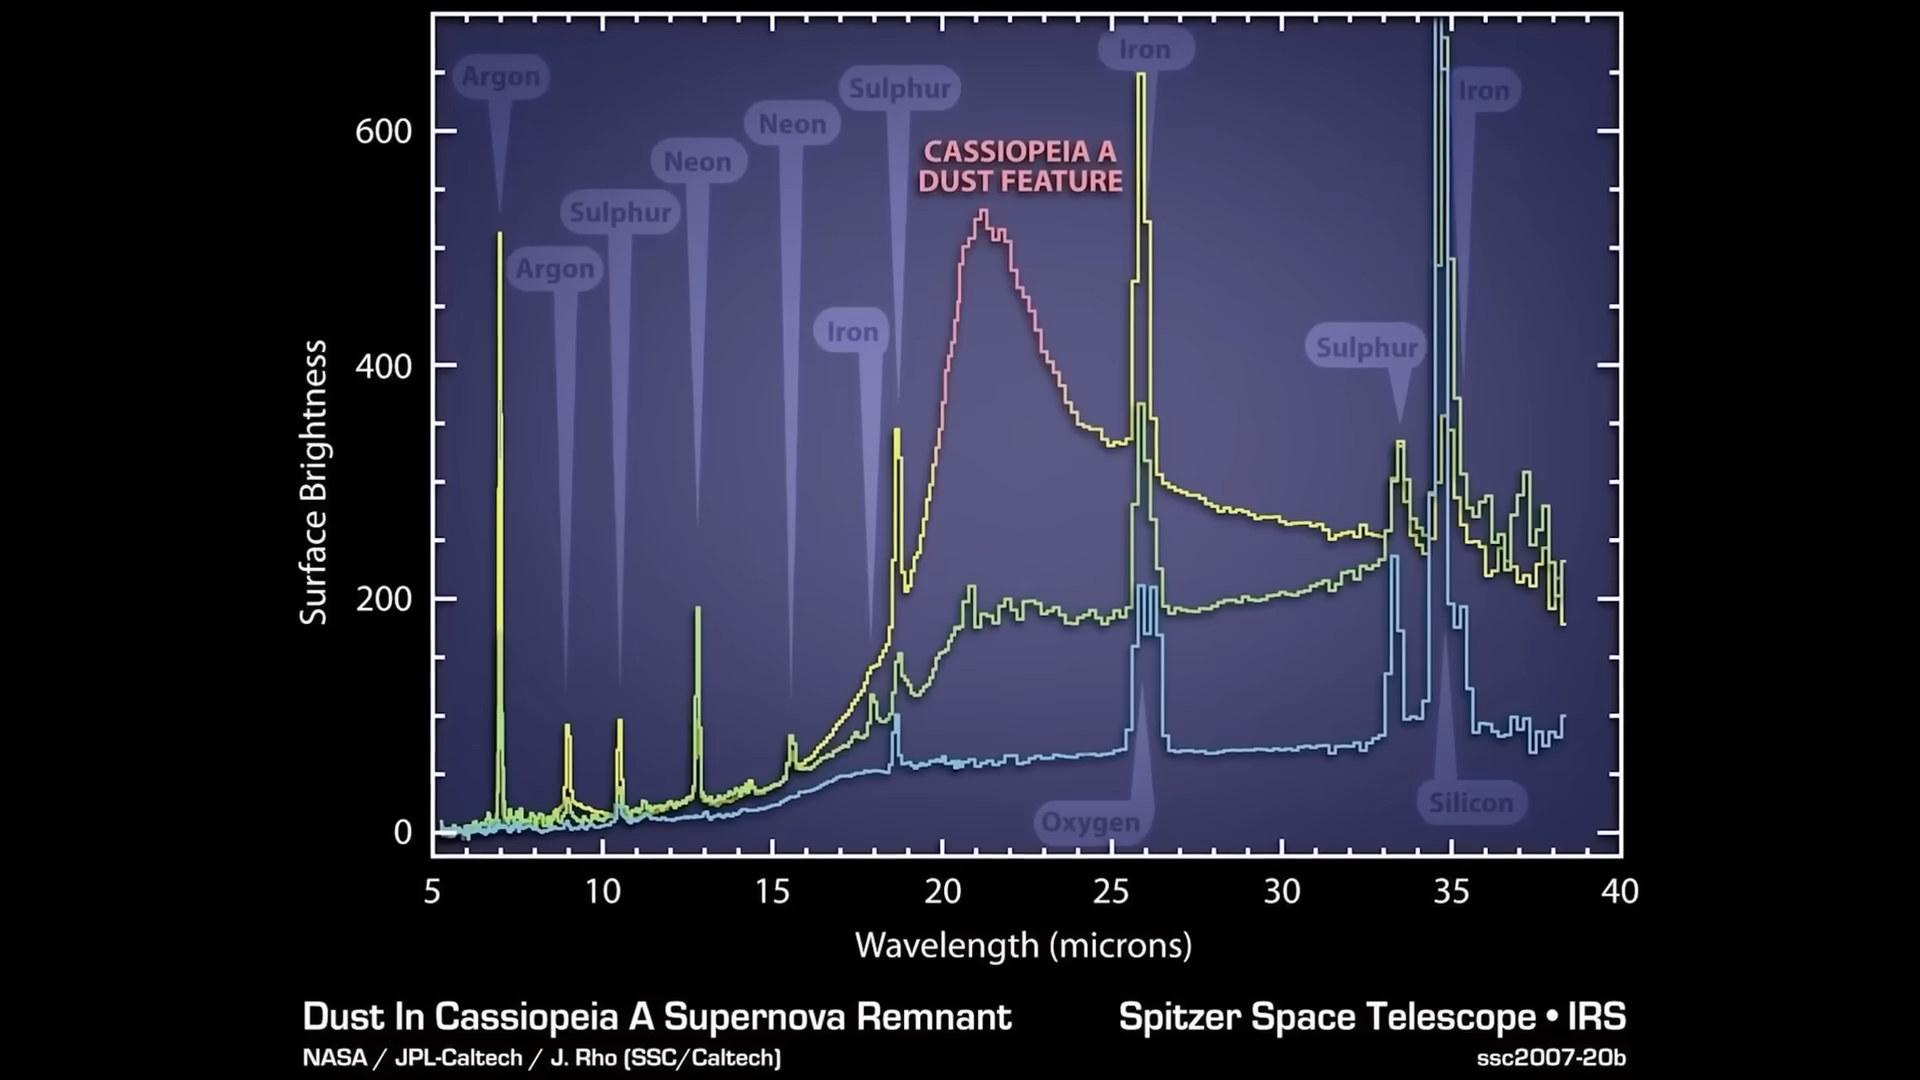 Argon
Sulphur
Iron
Iron
Neon
Neon
CASSIOPEIA A
DUST FEATURE
Sulphur
Argon
Iron
Sulphur
Oxygen
Silicon
600
400
200
0
Surface Brightness
5 10 15 20 25 30 35 40
Wavelength (microns)
Dust In Cassiopeia A Supernova Remnant
Spitzer Space Telescope • IRS
NASA / JPL-Caltech / J. Rho (SSC/Caltech)
ssc2007-20b